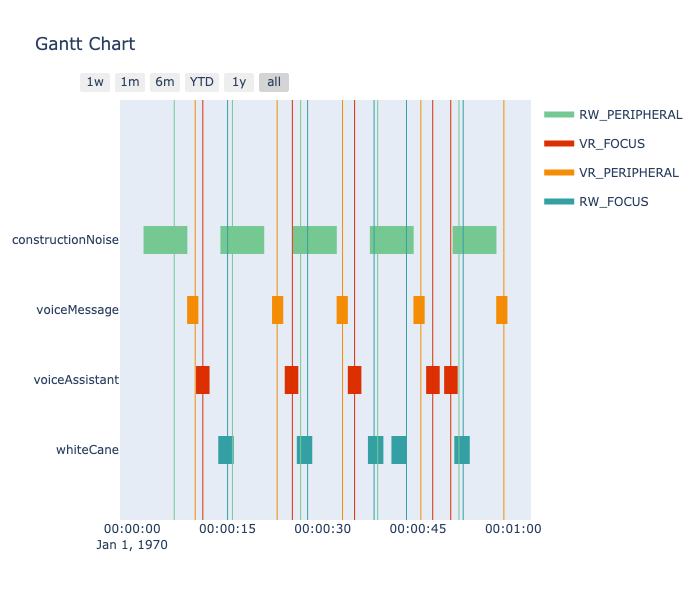 Gantt Chart
1w 1m 6m YTD 1y all
RW_PERIPHERAL
VR_FOCUS
VR_PERIPHERAL
RW_FOCUS
constructionNoise
voiceMessage
voiceAssistant
whiteCane
00:00:00 00:00:15 00:00:30 00:00:45 00:01:00
Jan 1, 1970